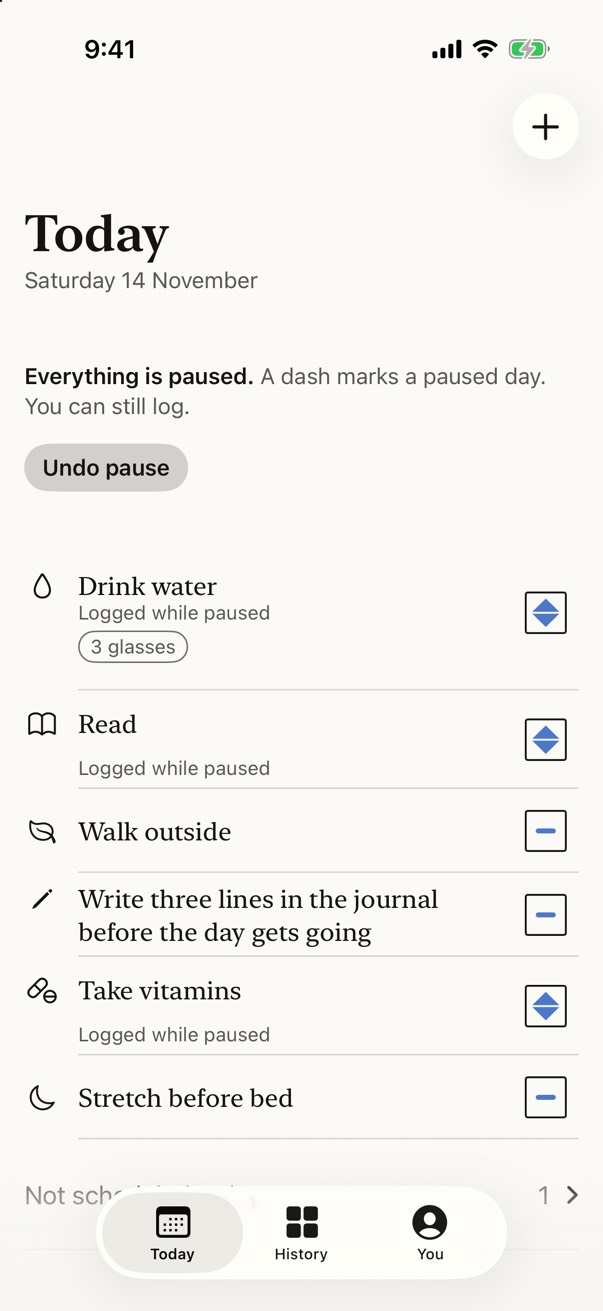 9:41
Today
Saturday 14 November
Everything is paused. A dash marks a paused day.
You can still log.
Undo pause
Drink water
Logged while paused
3 glasses
Read
Logged while paused
Walk outside
Write three lines in the journal
before the day gets going
Take vitamins
Logged while paused
Stretch before bed
Not 1
Today History You